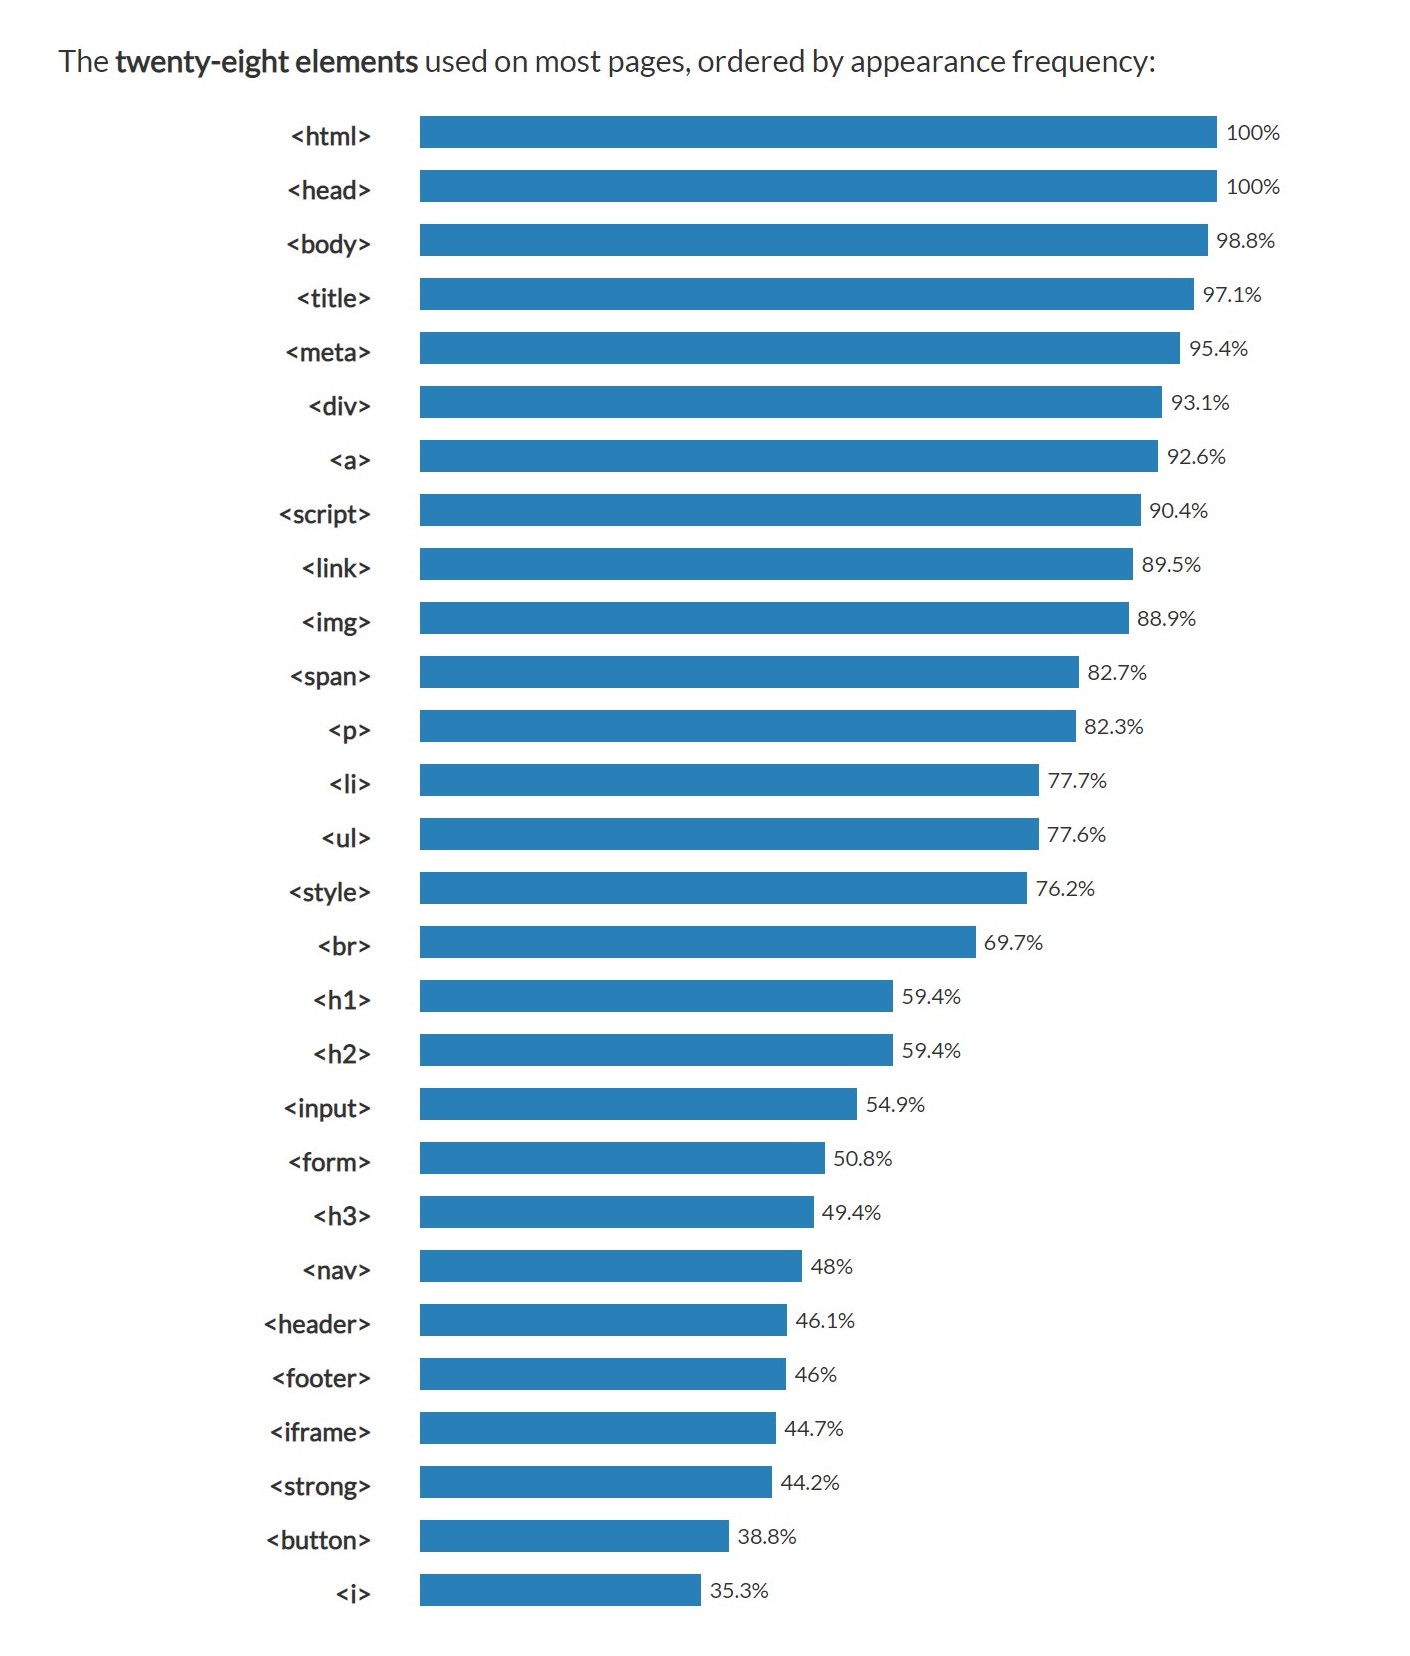 The twenty-eight elements used on most pages, ordered by appearance frequency:
<html> 100%
<head> 100%
<body> 98.8%
<title> 97.1%
<meta> 95.4%
<div> 93.1%
<a> 92.6%
<script> 90.4%
<link> 89.5%
<img> 88.9%
<span> 82.7%
<p> 82.3%
<li> 77.7%
<ul> 77.6%
<style> 76.2%
<br> 69.7%
<h1> 59.4%
<h2> 59.4%
<input> 54.9%
<form> 50.8%
<h3> 49.4%
<nav> 48%
<header> 46.1%
<footer> 46%
<iframe> 44.7%
<strong> 44.2%
<button> 38.8%
<i> 35.3%